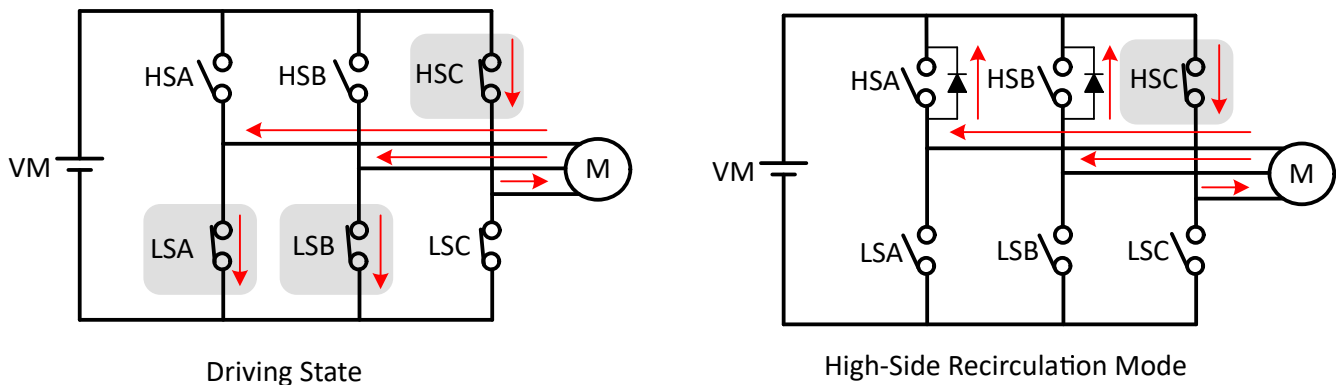 HSA
HSB
HSC
VM
M
LSA
LSB
LSC
Driving State
HSA
HSB
HSC
VM
M
LSA
LSB
LSC
High-Side Recirculation Mode